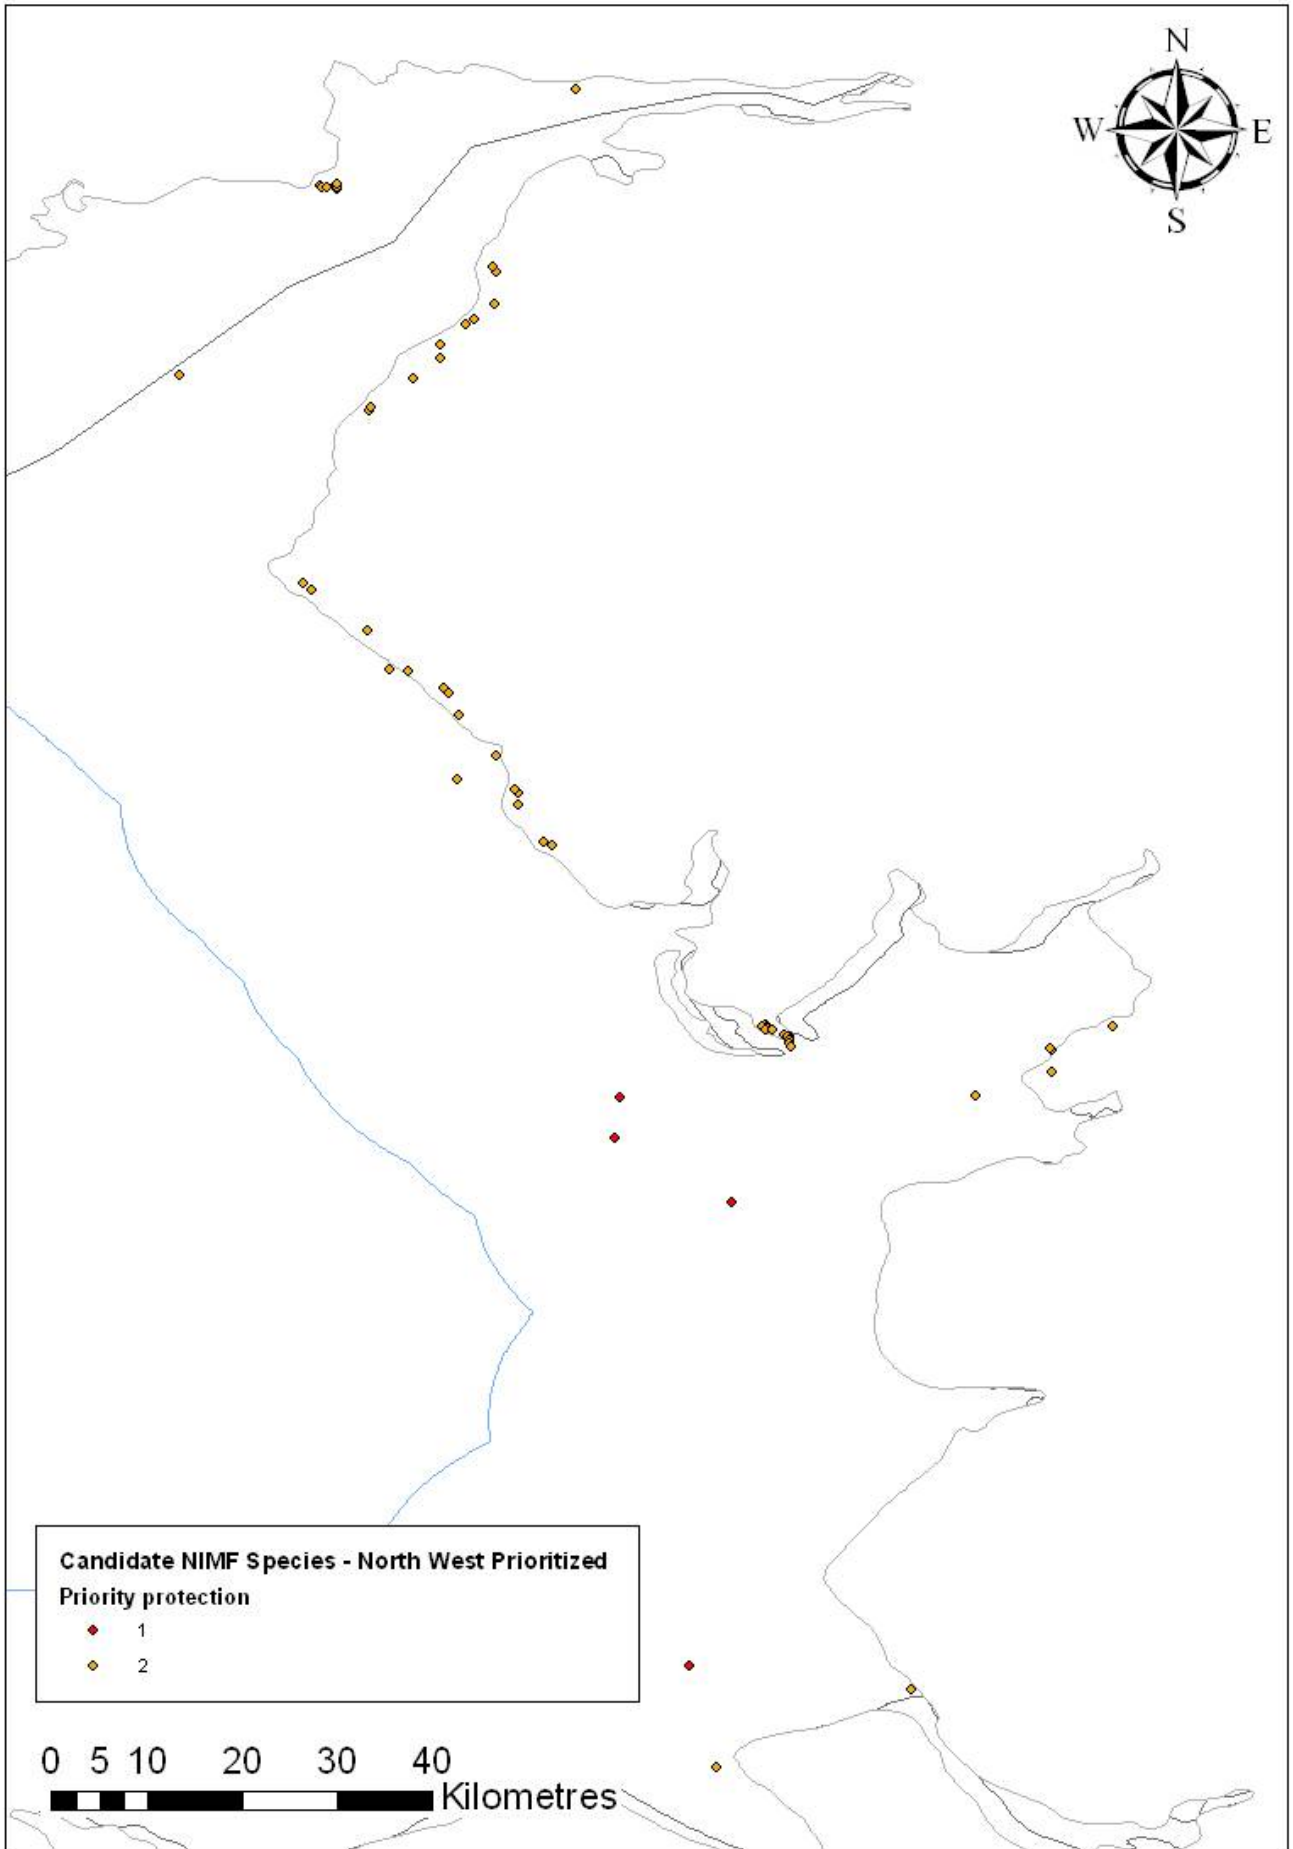 N
W E
S
Candidate NIMF Species - North West Prioritized
Priority protection
1
2
0 5 10 20 30 40
Kilometres